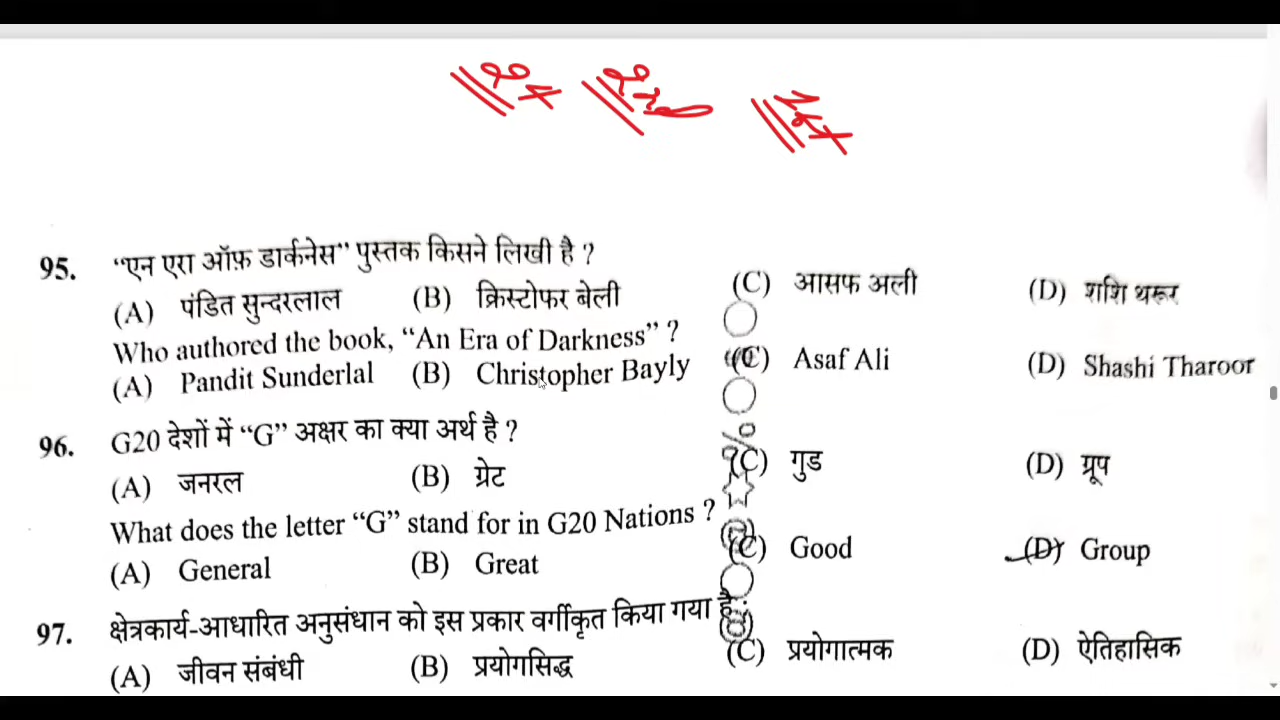 95. “एन एरा ऑफ़ डार्कनेस” पुस्तक किसने लिखी है ?
(A) पंडित सुन्दरलाल (B) क्रिस्टोफर बेली (C) आसफ अली (D) शशि थरूर
Who authored the book, “An Era of Darkness” ?
(A) Pandit Sunderlal (B) Christopher Bayly (C) Asaf Ali (D) Shashi Tharoor
96. G20 देशों में “G” अक्षर का क्या अर्थ है ?
(A) जनरल (B) ग्रेट (C) गुड (D) ग्रूप
What does the letter “G” stand for in G20 Nations ?
(A) General (B) Great (C) Good (D) Group
97. क्षेत्रकार्य-आधारित अनुसंधान को इस प्रकार वर्गीकृत किया गया है :
(A) जीवन संबंधी (B) प्रयोगसिद्ध (C) प्रयोगात्मक (D) ऐतिहासिक